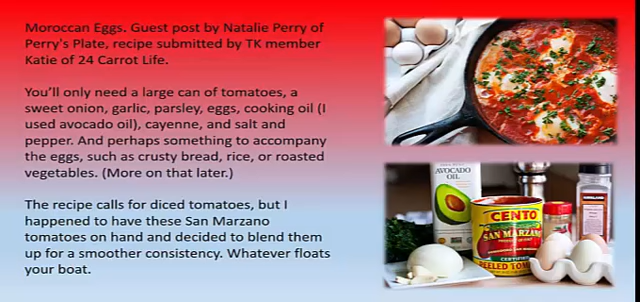 Moroccan Eggs. Guest post by Natalie Perry of
Perry's Plate, recipe submitted by TK member
Katie of 24 Carrot Life.
You'll only need a large can of tomatoes, a
sweet onion, garlic, parsley, eggs, cooking oil (I
used avocado oil), cayenne, and salt and
pepper. And perhaps something to accompany
the eggs, such as crusty bread, rice, or roasted
vegetables. (More on that later.)
The recipe calls for diced tomatoes, but I
happened to have these San Marzano
tomatoes on hand and decided to blend them
up for a smoother consistency. Whatever floats
your boat.
AVOCADO
OIL
CENTO
SAN MARZANO
CERTIFIED
PEELED TOM
KIRKLAND